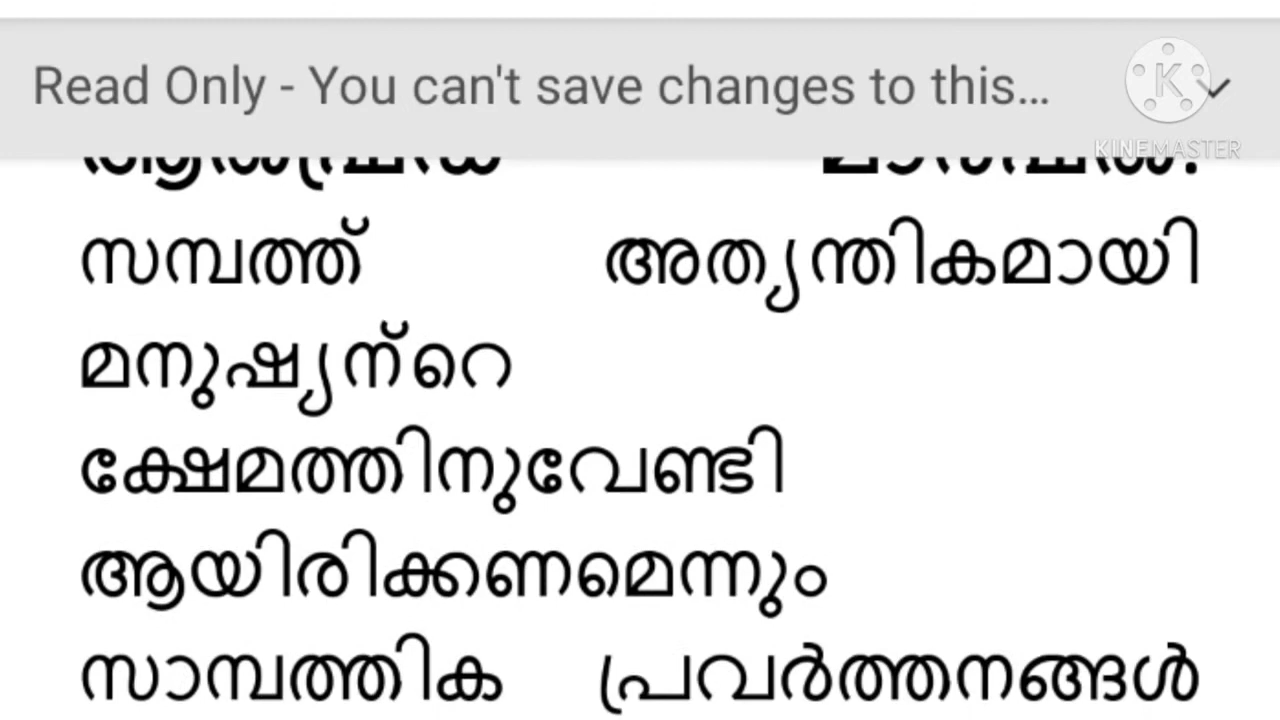 Read Only - You can't save changes to this...
KINEMASTER
സമ്പത്ത് അത്യന്തികമായി
മനുഷ്യന്റെ
ക്ഷേമത്തിനുവേണ്ടി
ആയിരിക്കണമെന്നും
സാമ്പത്തിക പ്രവർത്തനങ്ങൾ